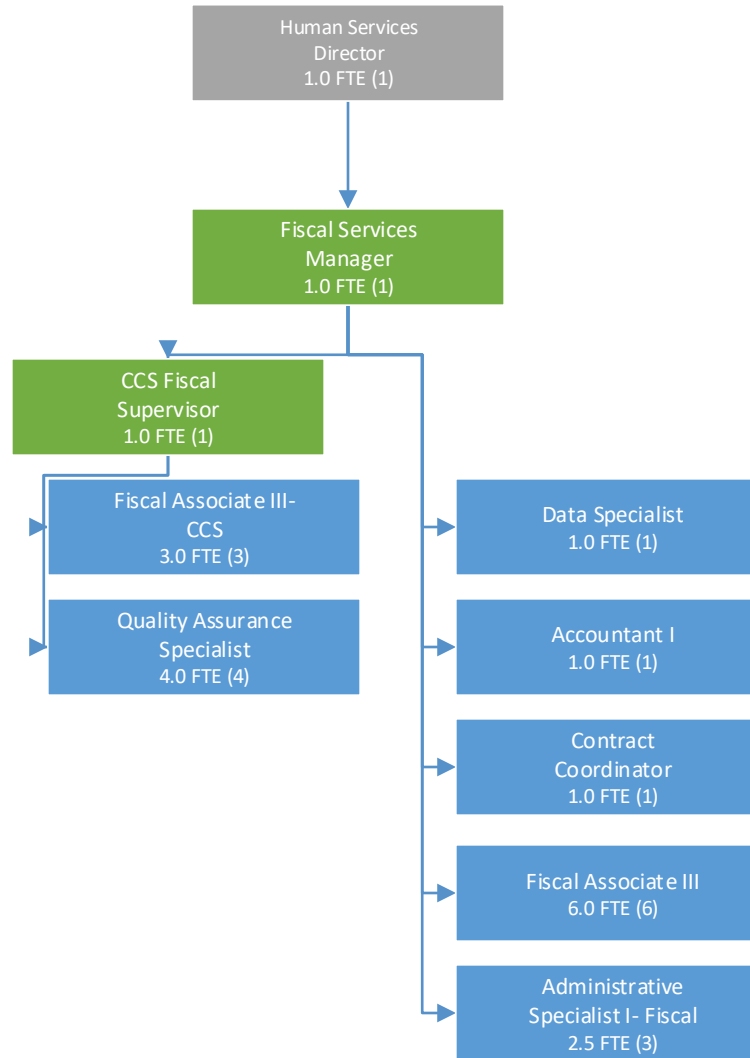 Human Services
Director
1.0 FTE (1)
Fiscal Services
Manager
1.0 FTE (1)
CCS Fiscal
Supervisor
1.0 FTE (1)
Fiscal Associate III-
CCS
3.0 FTE (3)
Quality Assurance
Specialist
4.0 FTE (4)
Data Specialist
1.0 FTE (1)
Accountant I
1.0 FTE (1)
Contract
Coordinator
1.0 FTE (1)
Fiscal Associate III
6.0 FTE (6)
Administrative
Specialist I- Fiscal
2.5 FTE (3)